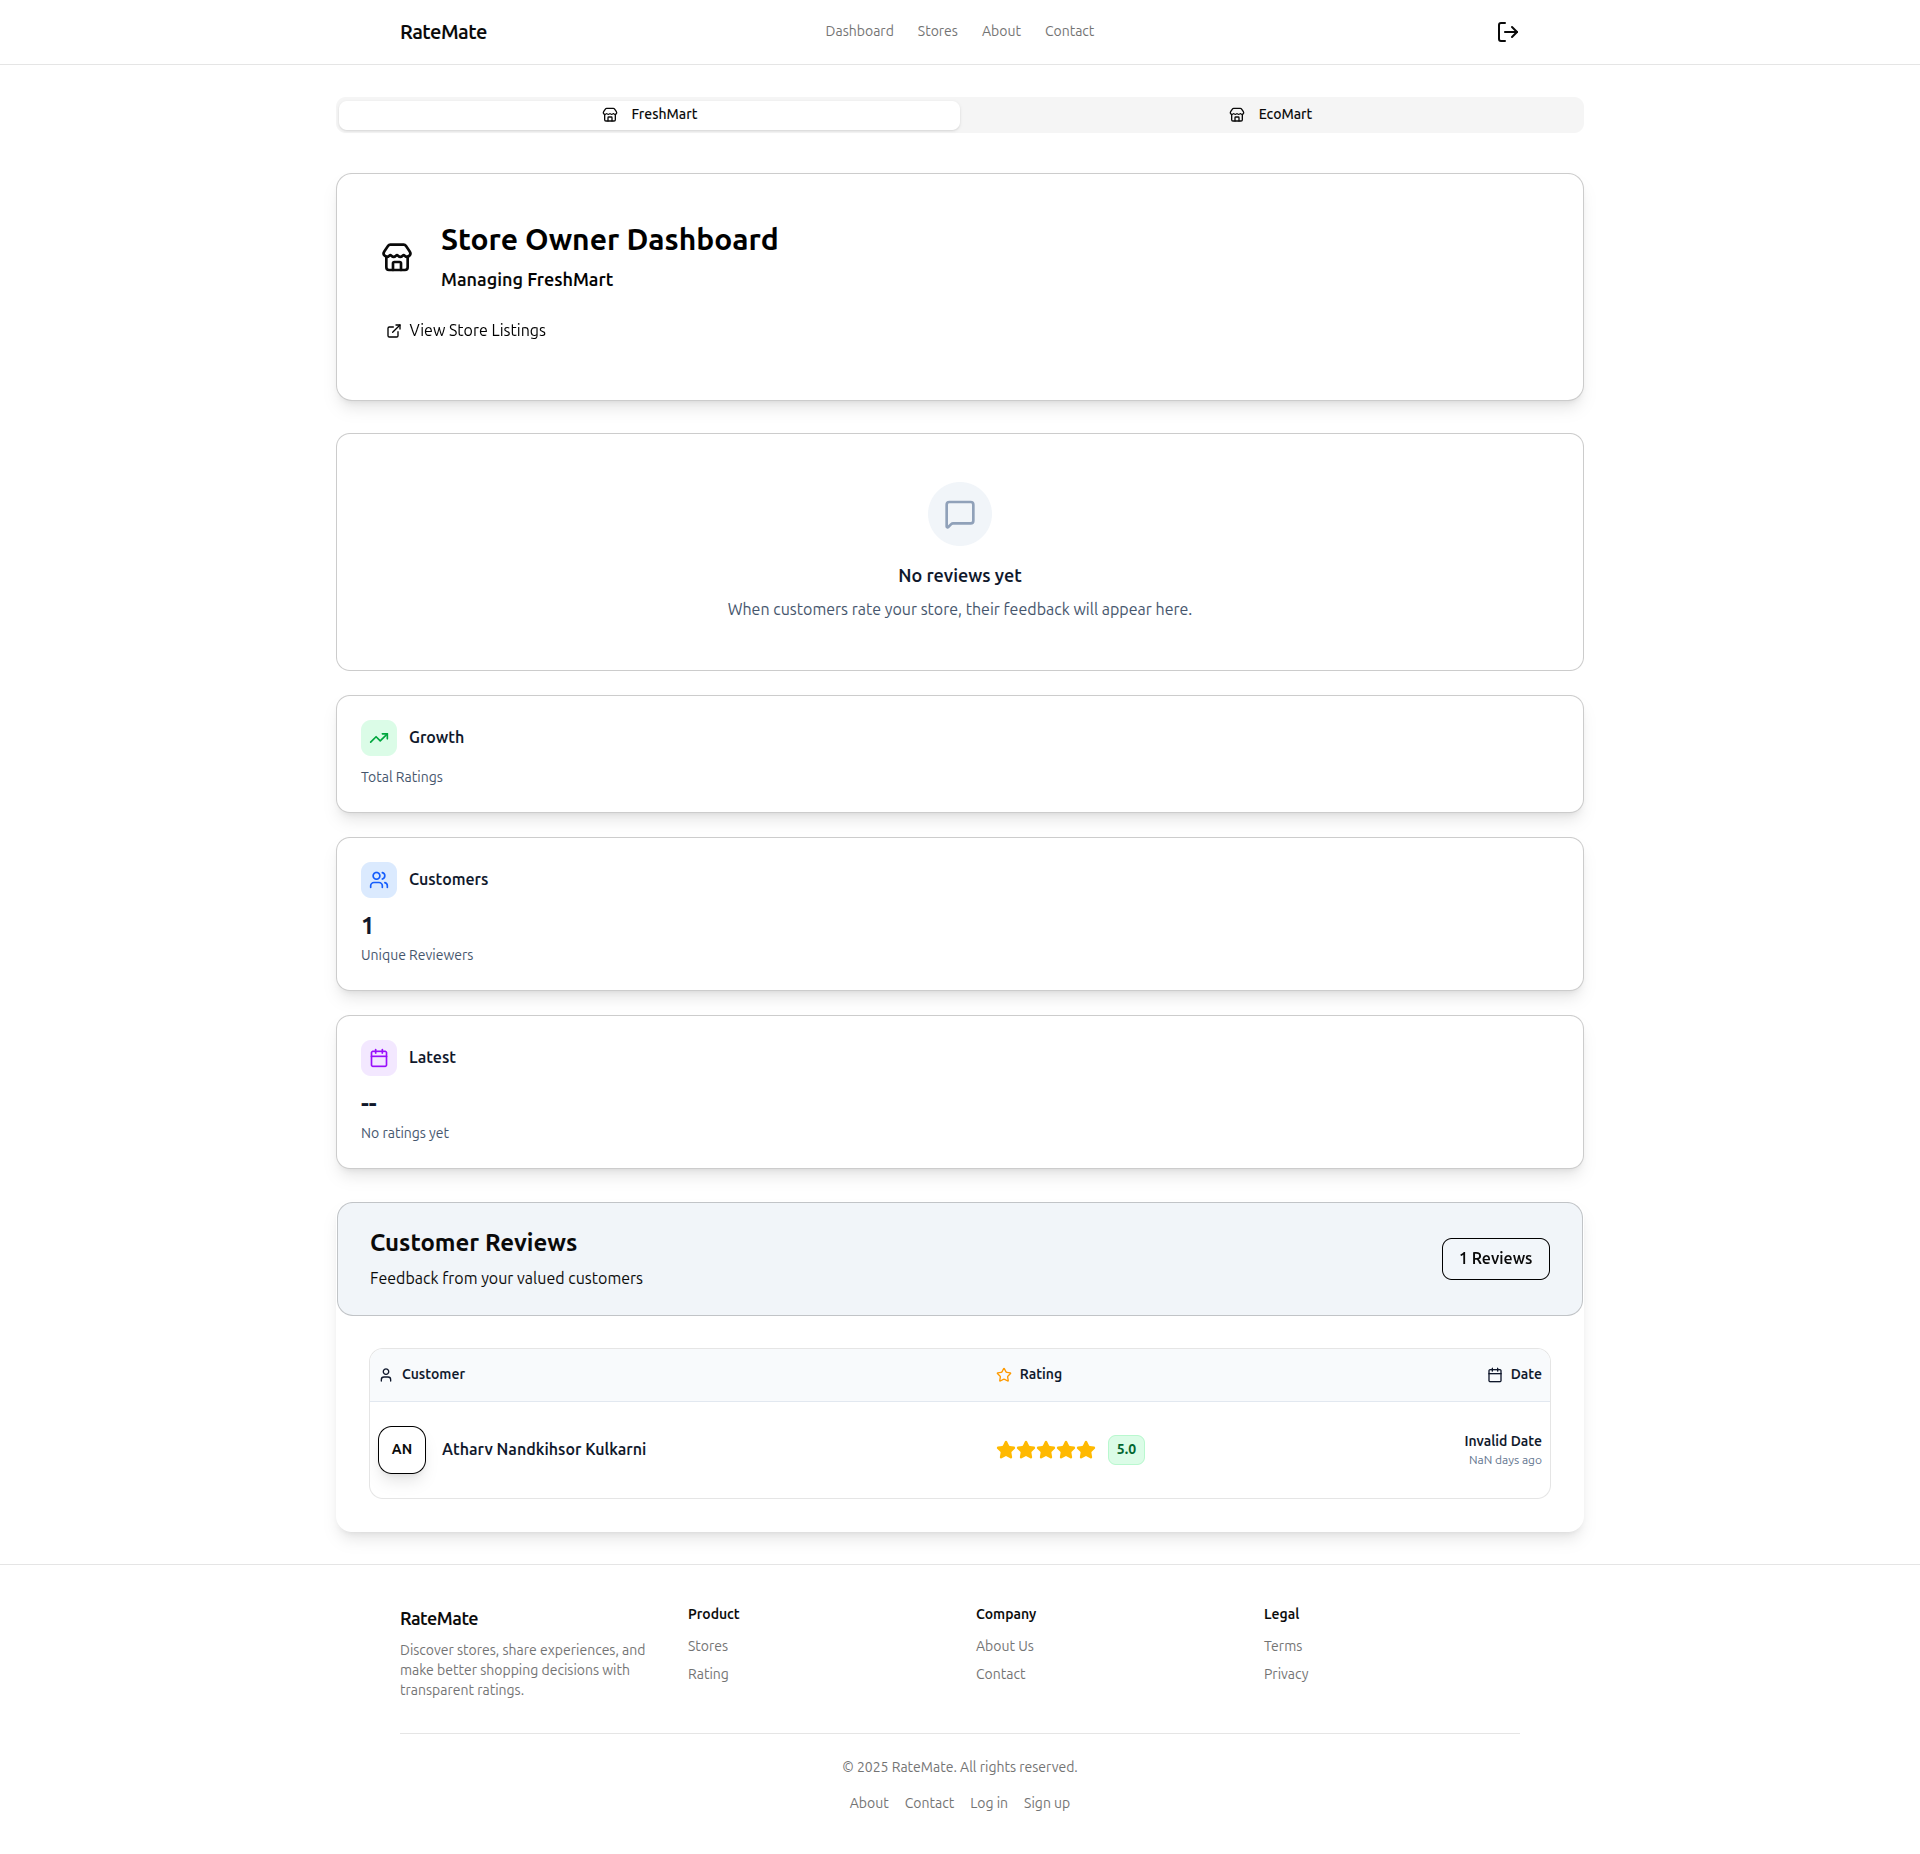 RateMate
Dashboard Stores About Contact
FreshMart EcoMart
Store Owner Dashboard
Managing FreshMart
View Store Listings
No reviews yet
When customers rate your store, their feedback will appear here.
Growth
Total Ratings
Customers
1
Unique Reviewers
Latest
--
No ratings yet
Customer Reviews
Feedback from your valued customers
1 Reviews
Customer Rating Date
AN Atharv Nandkihsor Kulkarni 5.0 Invalid Date
NaN days ago
RateMate
Discover stores, share experiences, and
make better shopping decisions with
transparent ratings.
Product
Stores
Rating
Company
About Us
Contact
Legal
Terms
Privacy
© 2025 RateMate. All rights reserved.
About Contact Log in Sign up